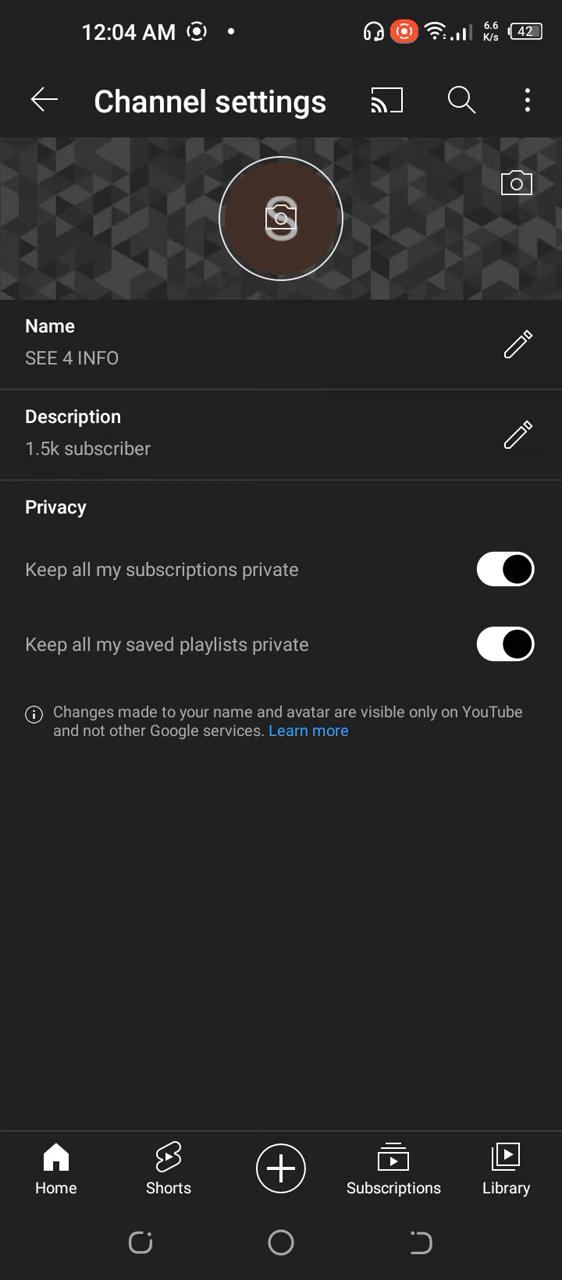 12:04 AM
6.6
K/s
42
Channel settings
S
Name
SEE 4 INFO
Description
1.5k subscriber
Privacy
Keep all my subscriptions private
Keep all my saved playlists private
Changes made to your name and avatar are visible only on YouTube
and not other Google services. Learn more
Home
Shorts
Subscriptions
Library